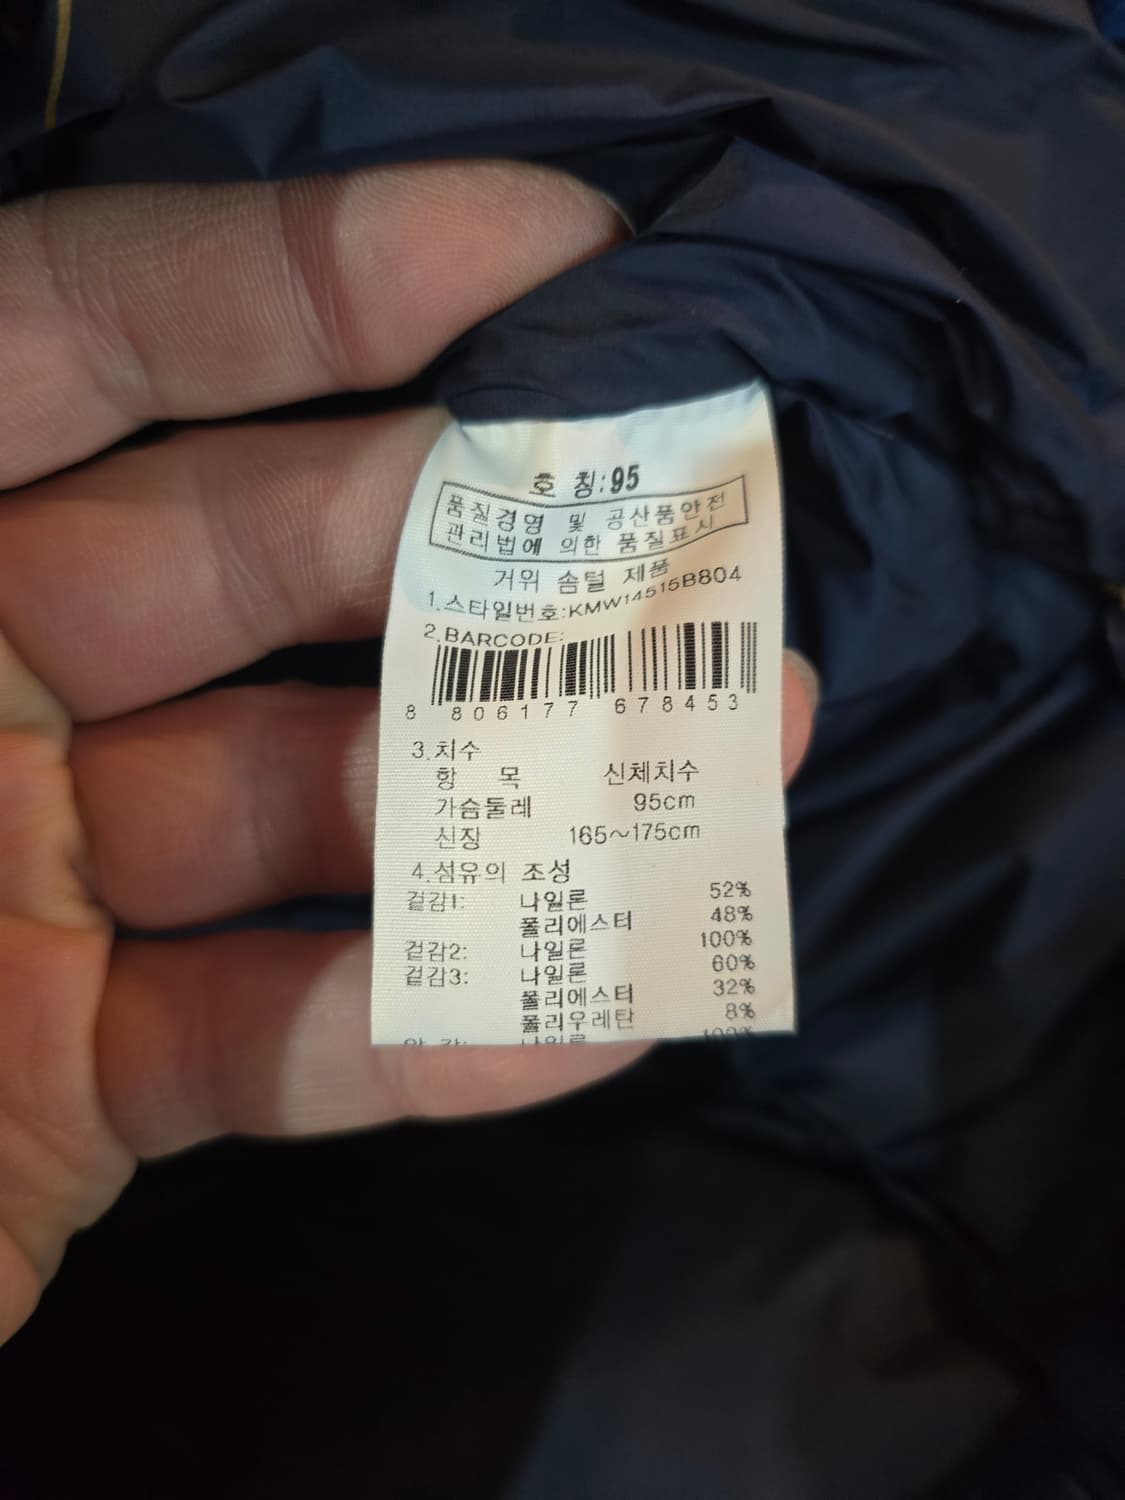 호 칭:95
품질경영 및 공산품안전
관리법에 의한 품질표시
거위 솜털 제품
1.스타일번호:KMW14515B804
2.BARCODE:
8 806177 678453
3.치수
항 목 신체치수
가슴둘레 95cm
신장 165~175cm
4.섬유의 조성
겉감1: 나일론 52%
폴리에스터 48%
겉감2: 나일론 100%
겉감3: 나일론 60%
폴리에스터 32%
폴리우레탄 8%